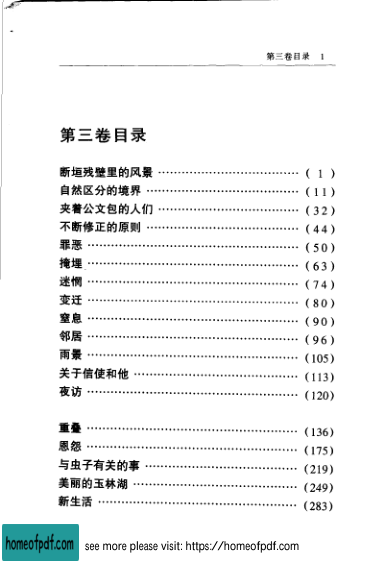 第三卷目录 1
第三卷目录
断垣残壁里的风景 ……………………………… ( 1 )
自然区分的境界 ……………………………… (11)
夹着公文包的人们 ……………………………… (32)
不断修正的原则 ……………………………… (44)
罪恶 ……………………………… (50)
掩埋 ……………………………… (63)
迷惘 ……………………………… (74)
变迁 ……………………………… (80)
窒息 ……………………………… (90)
邻居 ……………………………… (96)
雨景 ……………………………… (105)
关于信使和他 ……………………………… (113)
夜访 ……………………………… (120)
重叠 ……………………………… (136)
恩怨 ……………………………… (175)
与虫子有关的事 ……………………………… (219)
美丽的玉林湖 ……………………………… (249)
新生活 ……………………………… (283)
homeofpdf.com see more please visit: https://homeofpdf.com